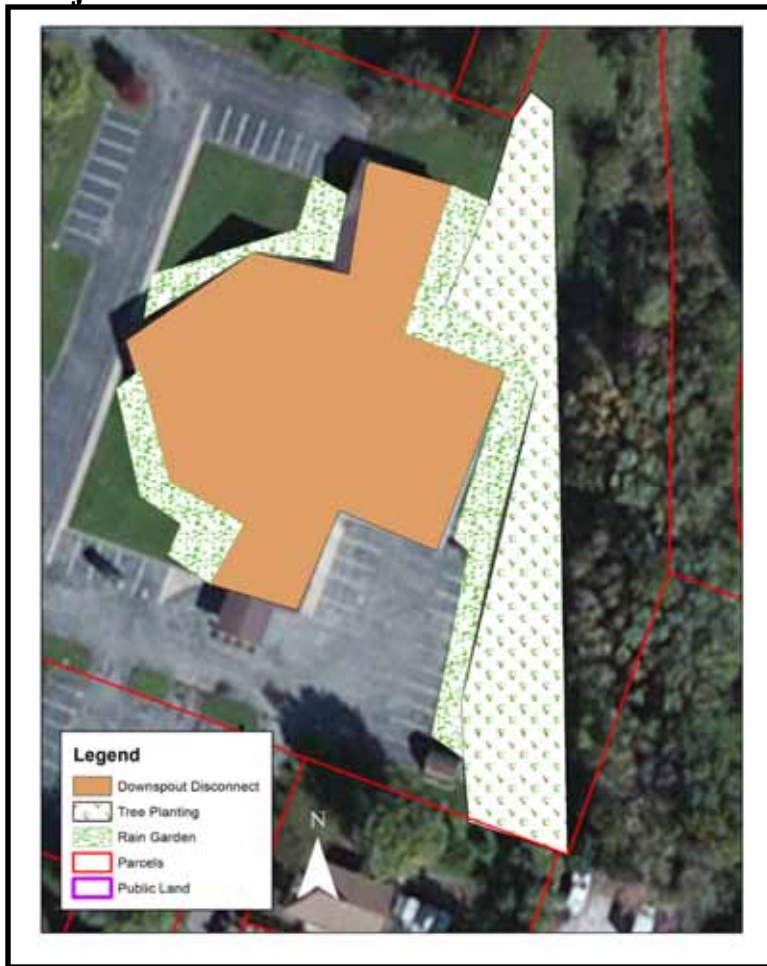 Legend
Downspout Disconnect
Tree Planting
Rain Garden
Parcels
Public Land
N